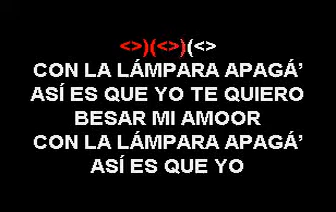 <>)(<>)(<>
CON LA LÁMPARA APAGÁ’
ASÍ ES QUE YO TE QUIERO
BESAR MI AMOOR
CON LA LÁMPARA APAGÁ’
ASÍ ES QUE YO